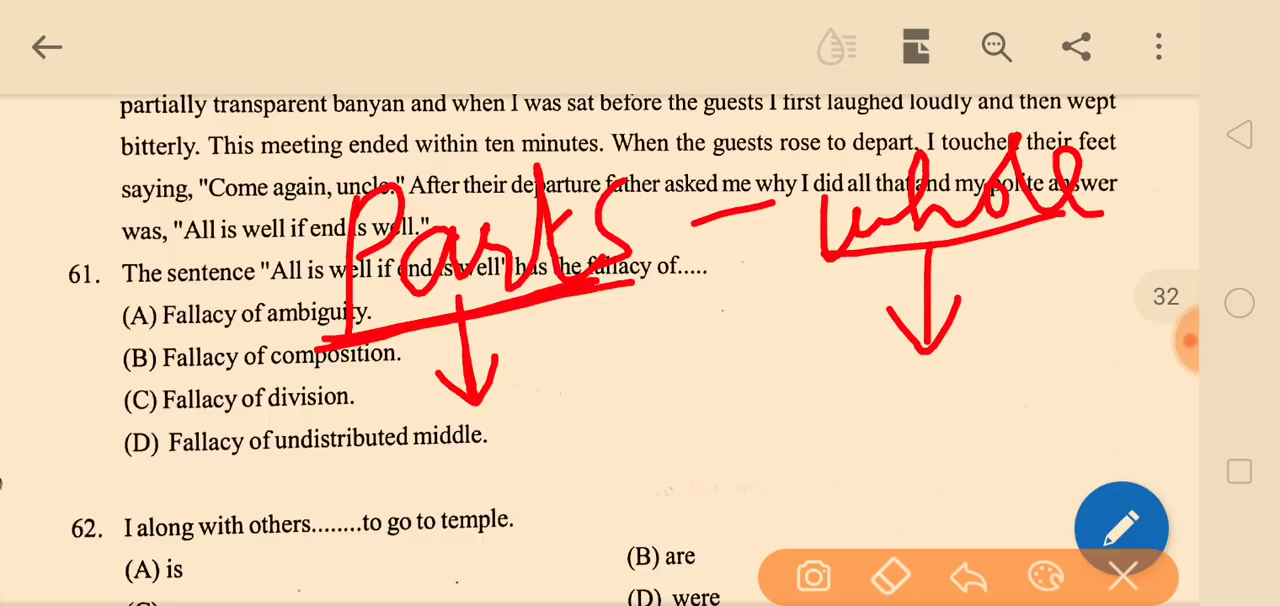 partially transparent banyan and when I was sat before the guests I first laughed loudly and then wept
bitterly. This meeting ended within ten minutes. When the guests rose to depart, I touched their feet
saying, "Come again, uncle." After their departure father asked me why I did all that and my polite answer
was, "All is well if end is well."
Parts — whole
61. The sentence "All is well if end is well" has the fallacy of.....
(A) Fallacy of ambiguity.
(B) Fallacy of composition.
(C) Fallacy of division.
(D) Fallacy of undistributed middle.
32
62. I along with others........to go to temple.
(A) is
(B) are
(D) were